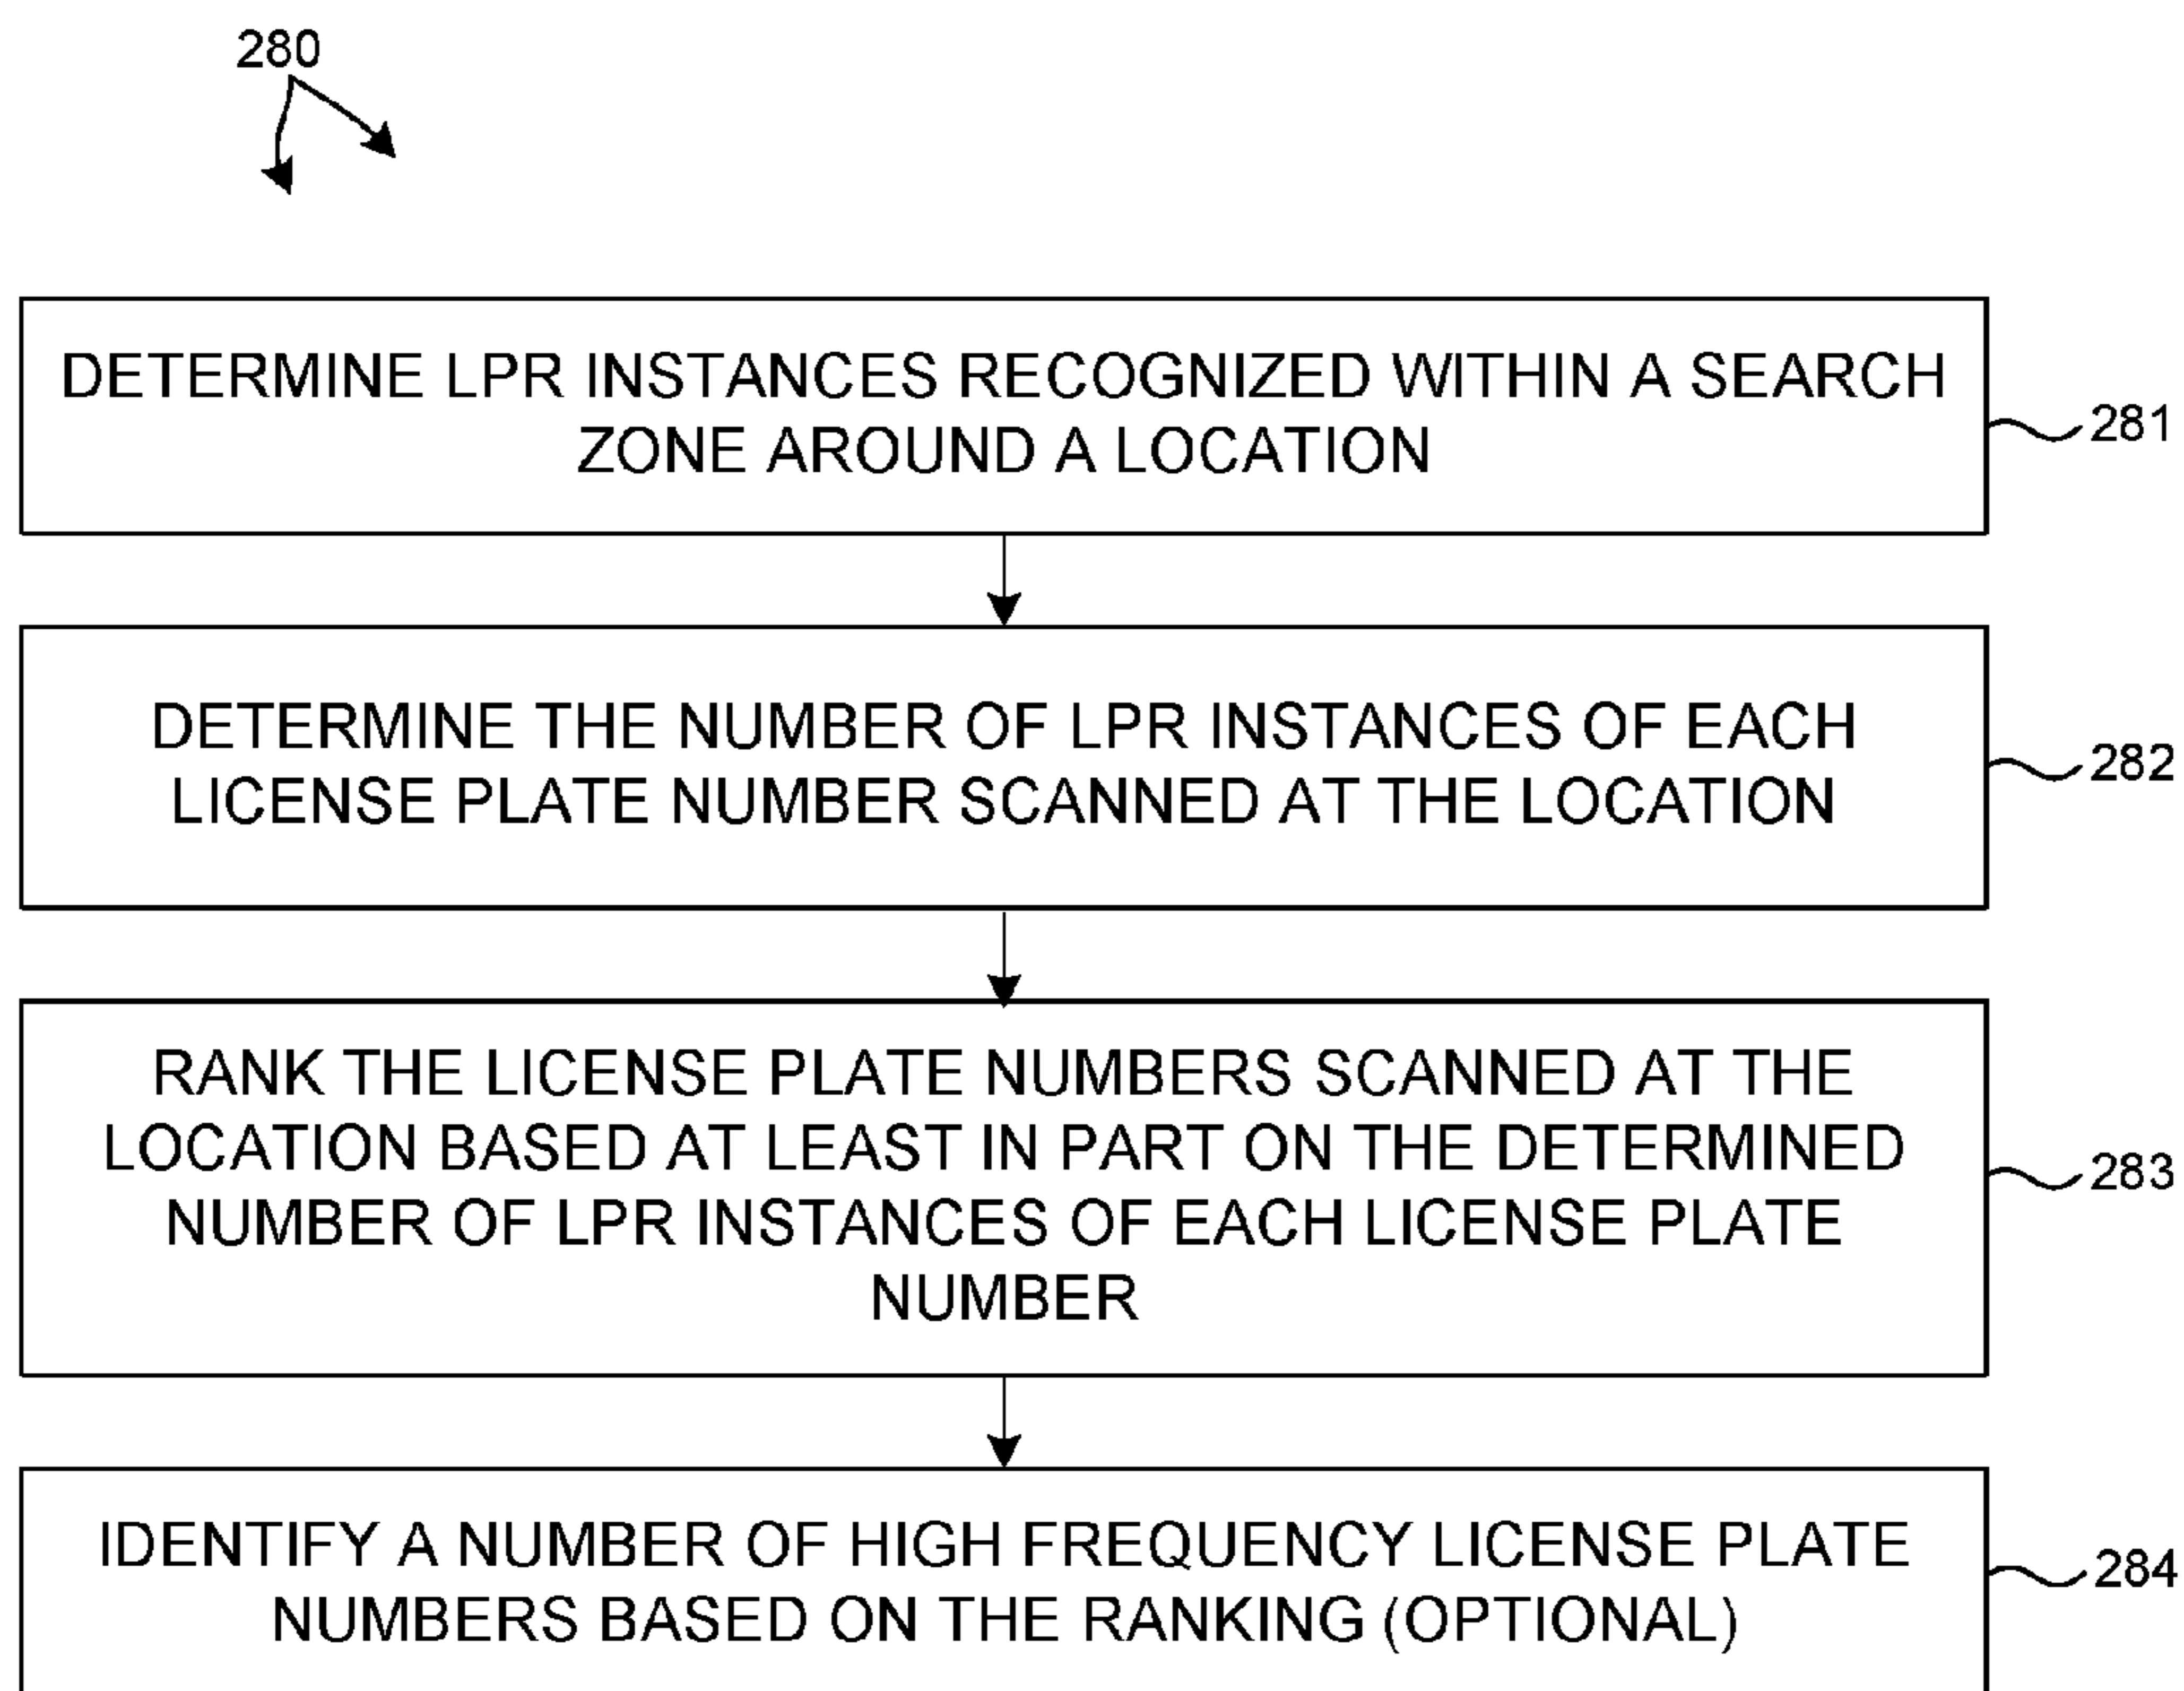 280
DETERMINE LPR INSTANCES RECOGNIZED WITHIN A SEARCH
ZONE AROUND A LOCATION
281
DETERMINE THE NUMBER OF LPR INSTANCES OF EACH
LICENSE PLATE NUMBER SCANNED AT THE LOCATION
282
RANK THE LICENSE PLATE NUMBERS SCANNED AT THE
LOCATION BASED AT LEAST IN PART ON THE DETERMINED
NUMBER OF LPR INSTANCES OF EACH LICENSE PLATE
NUMBER
283
IDENTIFY A NUMBER OF HIGH FREQUENCY LICENSE PLATE
NUMBERS BASED ON THE RANKING (OPTIONAL)
284